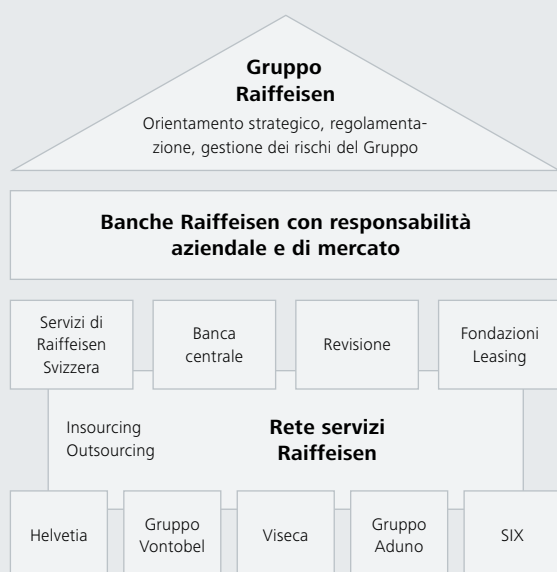 Gruppo
Raiffeisen
Orientamento strategico, regolamenta-
zione, gestione dei rischi del Gruppo
Banche Raiffeisen con responsabilità
aziendale e di mercato
Servizi di
Raiffeisen
Svizzera
Banca
centrale
Revisione
Fondazioni
Leasing
Insourcing
Outsourcing
Rete servizi
Raiffeisen
Helvetia
Gruppo
Vontobel
Viseca
Gruppo
Aduno
SIX